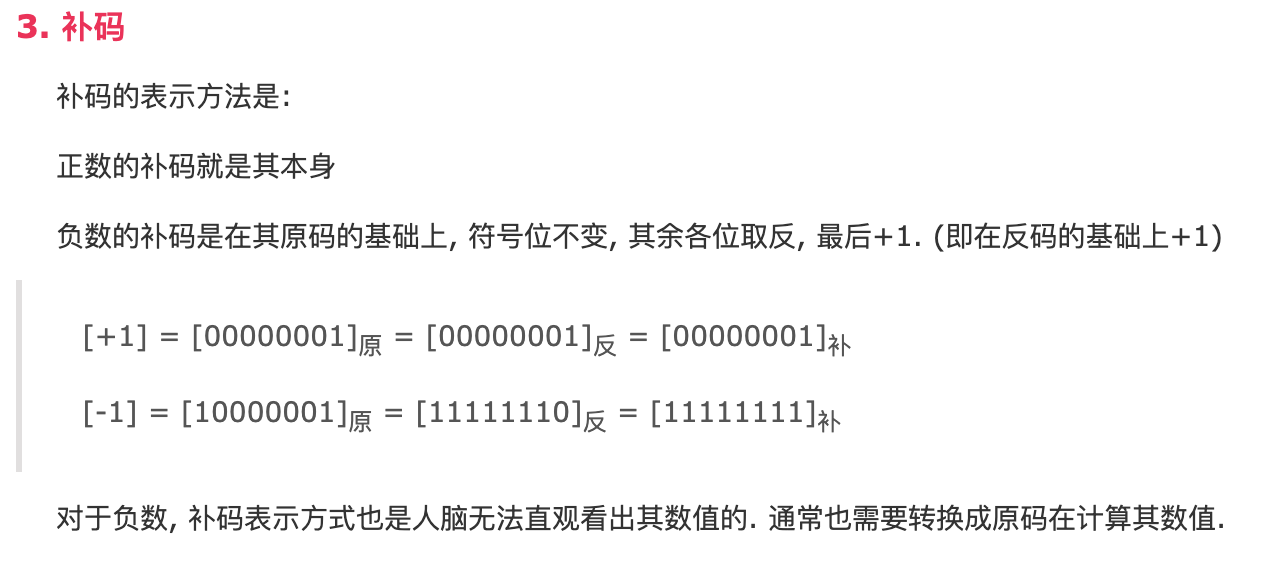 3. 补码
补码的表示方法是:
正数的补码就是其本身
负数的补码是在其原码的基础上, 符号位不变, 其余各位取反, 最后+1. (即在反码的基础上+1)
[+1] = [00000001]原 = [00000001]反 = [00000001]补
[-1] = [10000001]原 = [11111110]反 = [11111111]补
对于负数, 补码表示方式也是人脑无法直观看出其数值的. 通常也需要转换成原码在计算其数值.